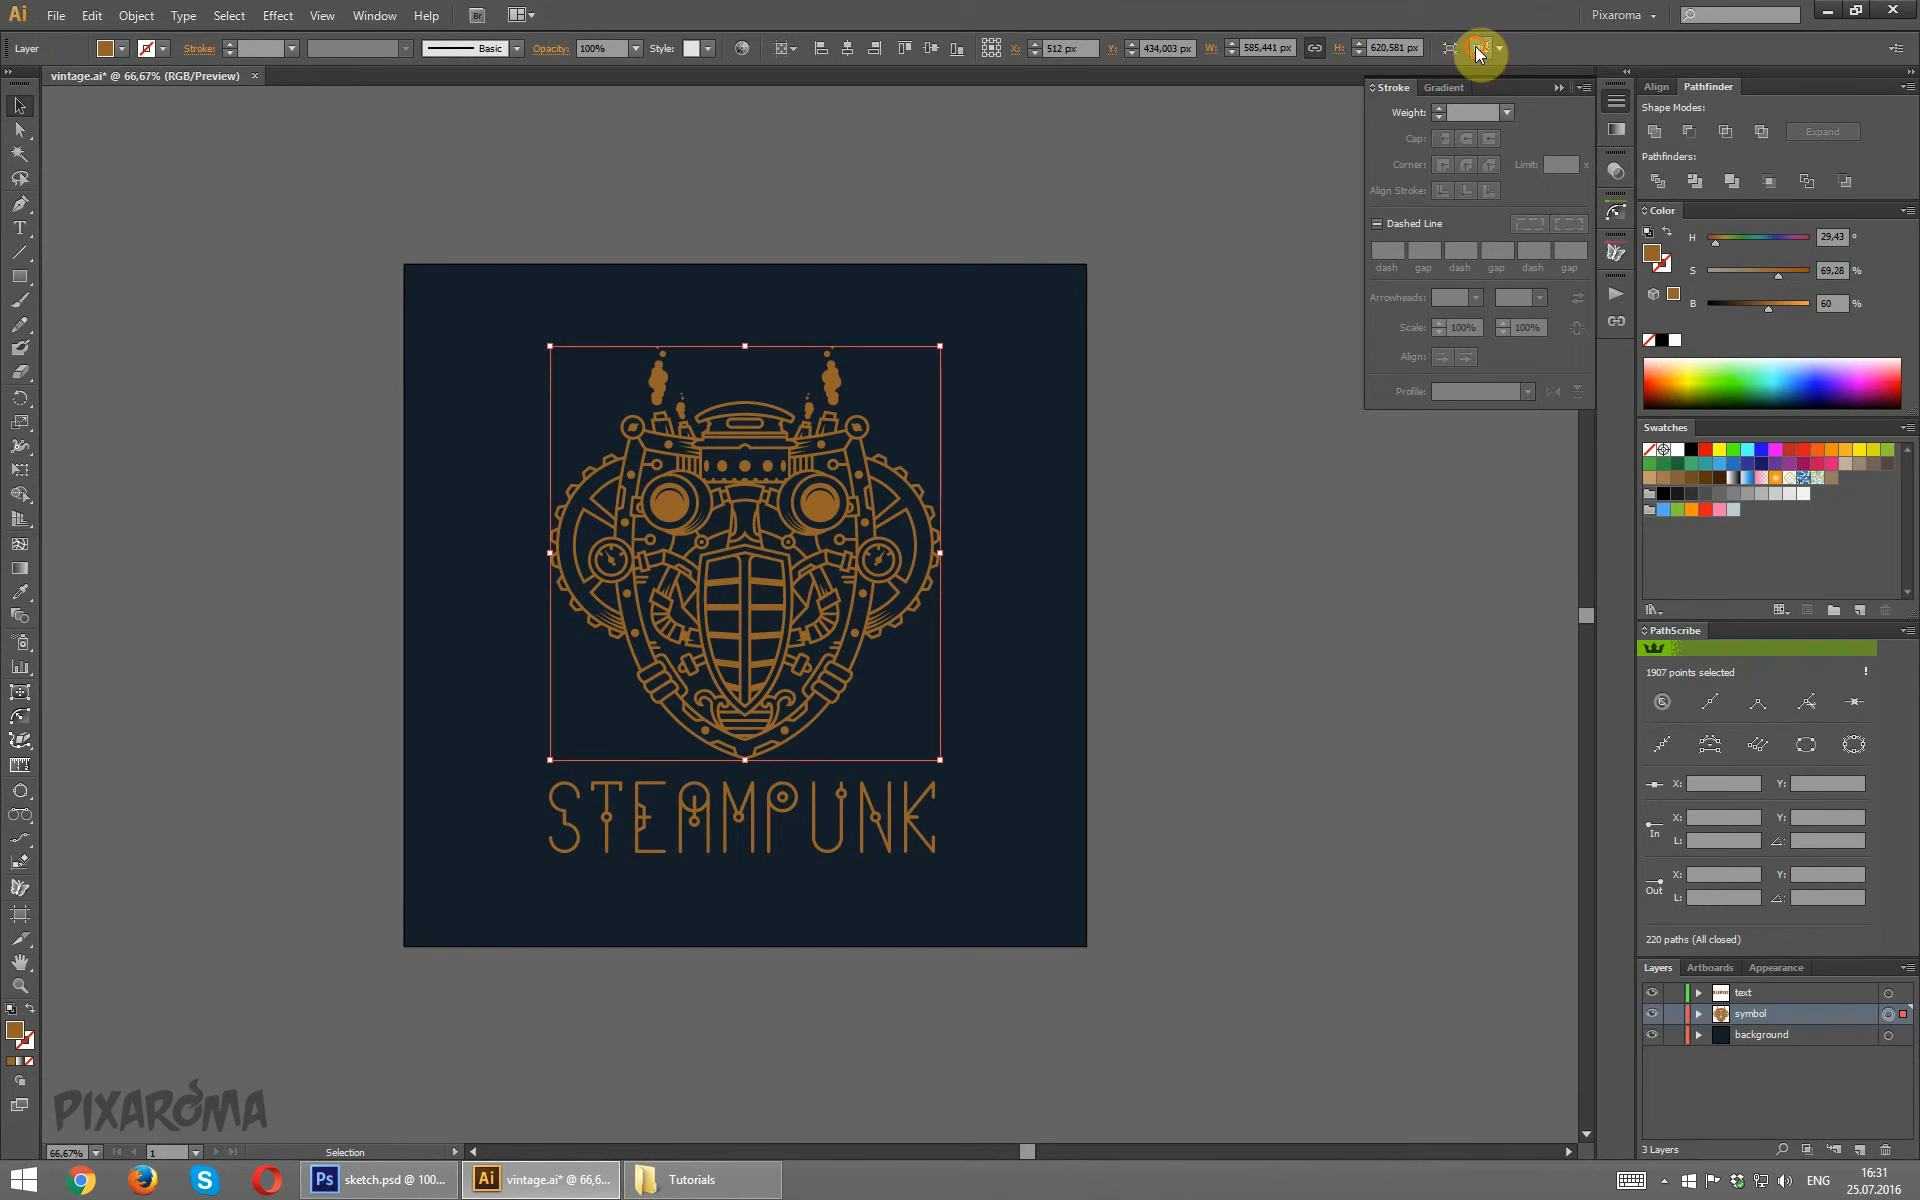 Ai File Edit Object Type Select Effect View Window Help Br Pixaroma
Layer Stroke: Basic Opacity: 100% Style: X: 512 px Y: 434,003 px W: 585,441 px H: 620,581 px
vintage.ai* @ 66,67% (RGB/Preview)
Stroke Gradient
Weight:
Cap:
Corner: Limit: x
Align Stroke:
Dashed Line
dash gap dash gap dash gap
Arrowheads:
Scale: 100% 100%
Align:
Profile:
Align Pathfinder
Shape Modes:
Expand
Pathfinders:
Color
H 29,43 °
S 69,28 %
B 60 %
Swatches
PathScribe
1907 points selected
X: Y:
X: Y:
In
L:
X: Y:
Out
L:
220 paths (All closed)
Layers Artboards Appearance
text
symbol
background
3 Layers
STEAMPUNK
PIXAROMA
66,67% 1 Selection
Ps sketch.psd @ 100... Ai vintage.ai* @ 66,6... Tutorials
ENG 16:31
25.07.2016